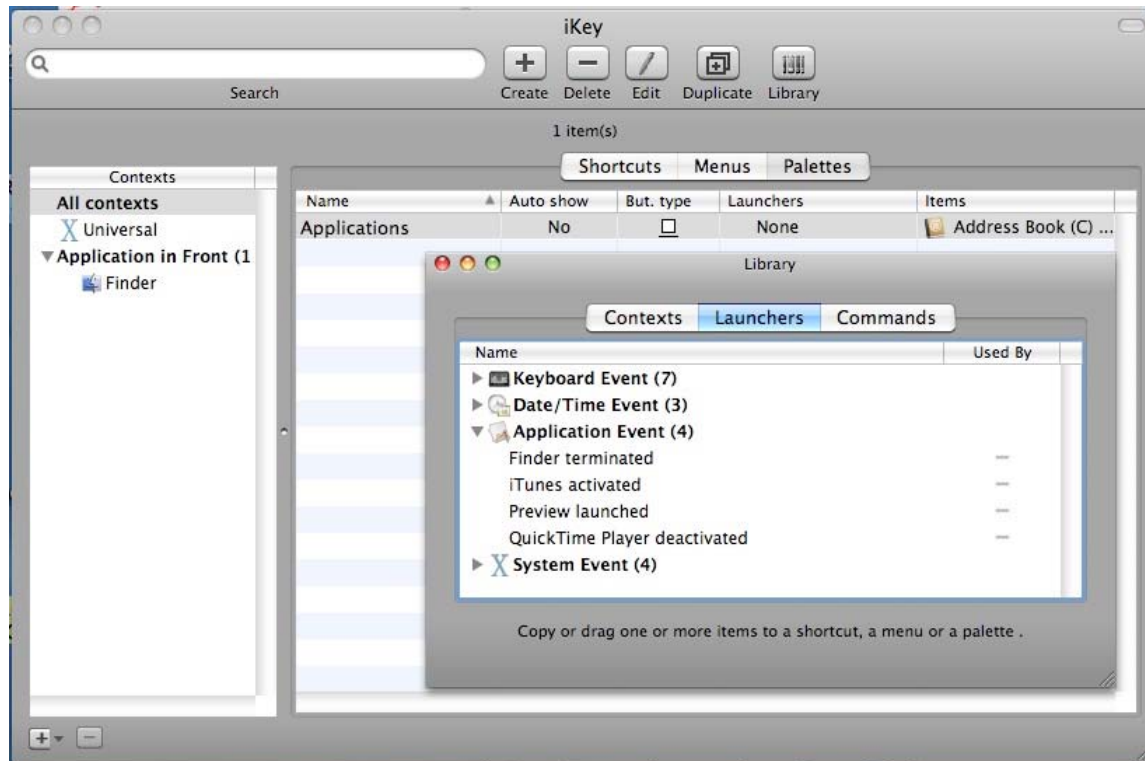 iKey
Search
Create Delete Edit Duplicate Library
1 item(s)
Shortcuts Menus Palettes
Contexts
All contexts
Universal
Application in Front (1
Finder
Name Auto show But. type Launchers Items
Applications No None Address Book (C) ...
Library
Contexts Launchers Commands
Name Used By
Keyboard Event (7)
Date/Time Event (3)
Application Event (4)
Finder terminated
iTunes activated
Preview launched
QuickTime Player deactivated
System Event (4)
Copy or drag one or more items to a shortcut, a menu or a palette .